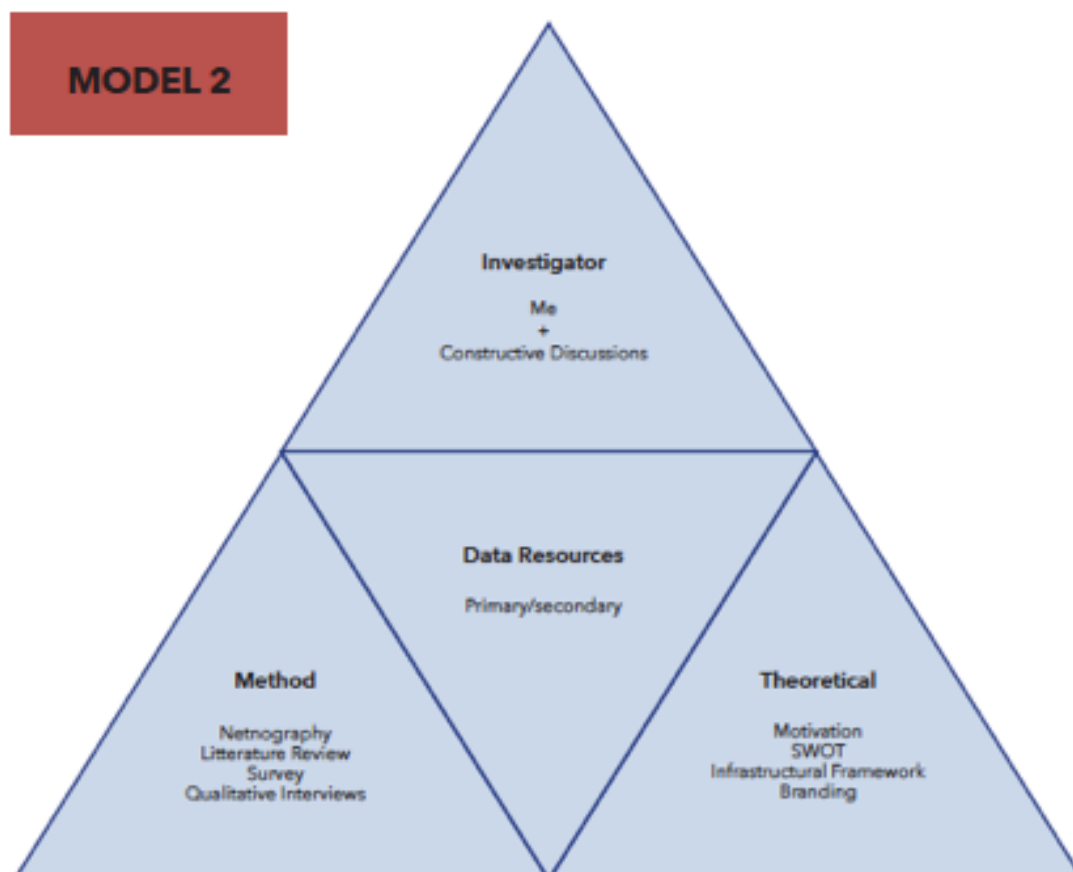 MODEL 2
Investigator
Me
+
Constructive Discussions
Data Resources
Primary/secondary
Method
Netnography
Litterature Review
Survey
Qualitative Interviews
Theoretical
Motivation
SWOT
Infrastructural Framework
Branding